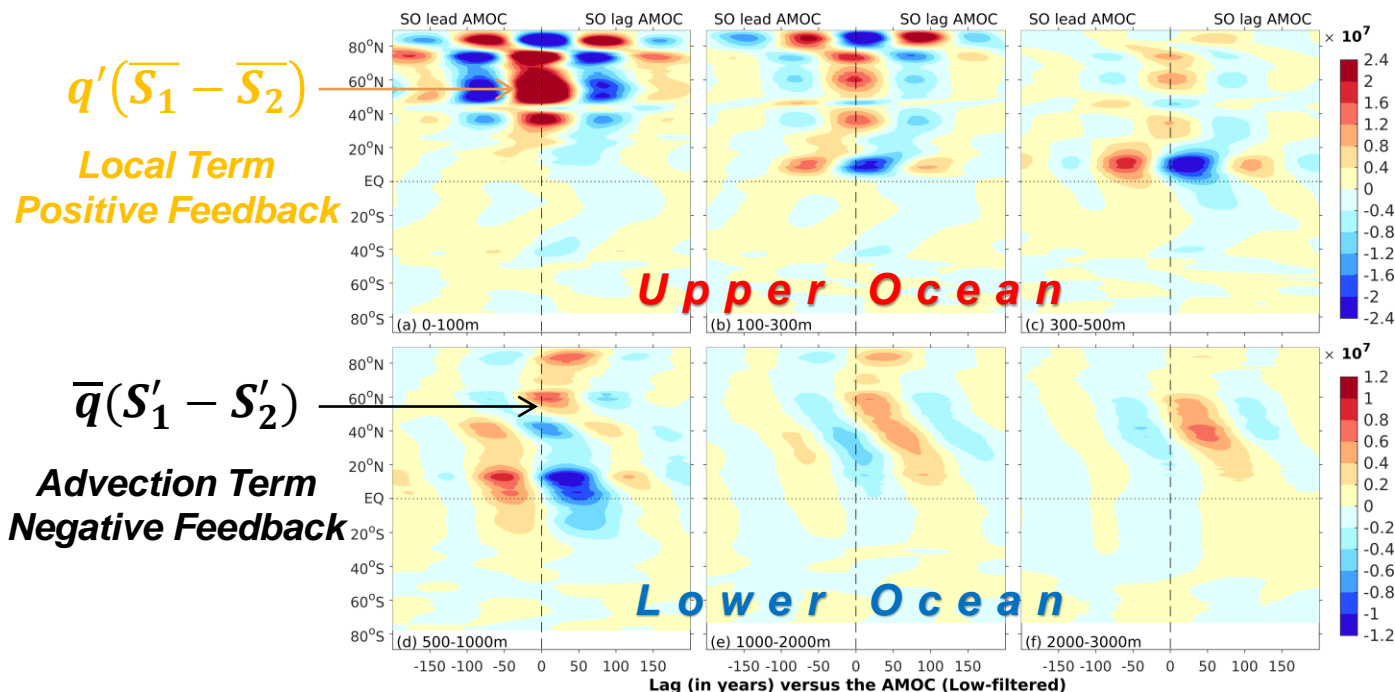 SO lead AMOC SO lag AMOC SO lead AMOC SO lag AMOC SO lead AMOC SO lag AMOC
× 10⁷
80°N
60°N
40°N
20°N
EQ
20°S
40°S
60°S
80°S
2.4
2
1.6
1.2
0.8
0.4
0
-0.4
-0.8
-1.2
-1.6
-2
-2.4
q′(S̅₁̅ − S̅₂̅)
Local Term
Positive Feedback
Upper Ocean
(a) 0-100m (b) 100-300m (c) 300-500m
× 10⁷
80°N
60°N
40°N
20°N
EQ
20°S
40°S
60°S
80°S
1.2
1
0.8
0.6
0.4
0.2
0
-0.2
-0.4
-0.6
-0.8
-1
-1.2
q̅(S₁′ − S₂′)
Advection Term
Negative Feedback
Lower Ocean
(d) 500-1000m (e) 1000-2000m (f) 2000-3000m
-150 -100 -50 0 50 100 150 -150 -100 -50 0 50 100 150 -150 -100 -50 0 50 100 150
Lag (in years) versus the AMOC (Low-filtered)